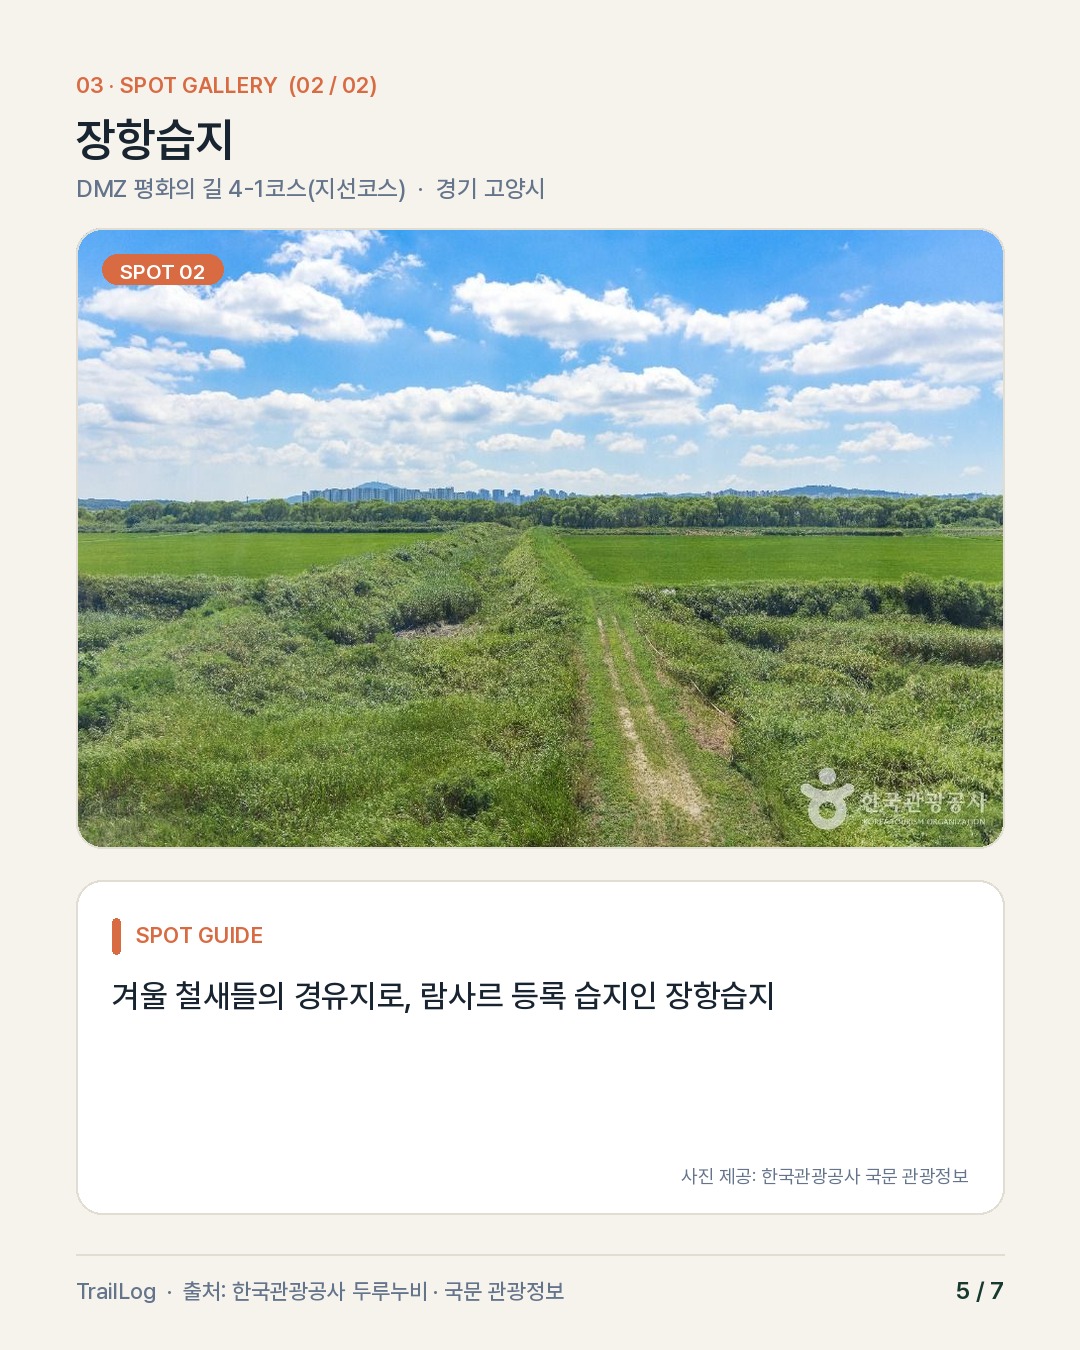 03 · SPOT GALLERY (02 / 02)
장항습지
DMZ 평화의 길 4-1코스(지선코스) · 경기 고양시
SPOT 02
한국관광공사
KOREA TOURISM ORGANIZATION
SPOT GUIDE
겨울 철새들의 경유지로, 람사르 등록 습지인 장항습지
사진 제공: 한국관광공사 국문 관광정보
TrailLog · 출처: 한국관광공사 두루누비 · 국문 관광정보
5 / 7